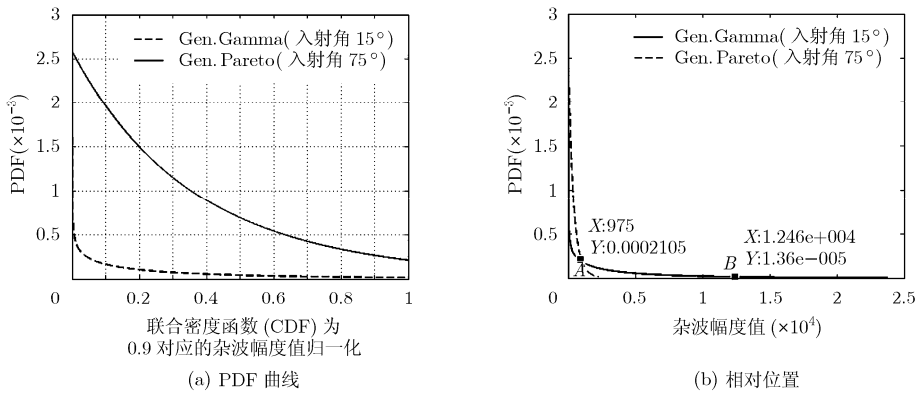 3
2.5
2
1.5
1
0.5
0
0.2
0.4
0.6
0.8
1
PDF(×10⁻³)
Gen.Gamma( 入射角 15°)
Gen.Pareto( 入射角 75°)
联合密度函数 (CDF) 为
0.9 对应的杂波幅度值归一化
(a) PDF 曲线
3
2.5
2
1.5
1
0.5
0
0.5
1
1.5
2
2.5
PDF(×10⁻³)
Gen.Gamma( 入射角 15°)
Gen.Pareto( 入射角 75°)
X:975
Y:0.0002105
A
X:1.246e+004
Y:1.36e−005
B
杂波幅度值 (×10⁴)
(b) 相对位置